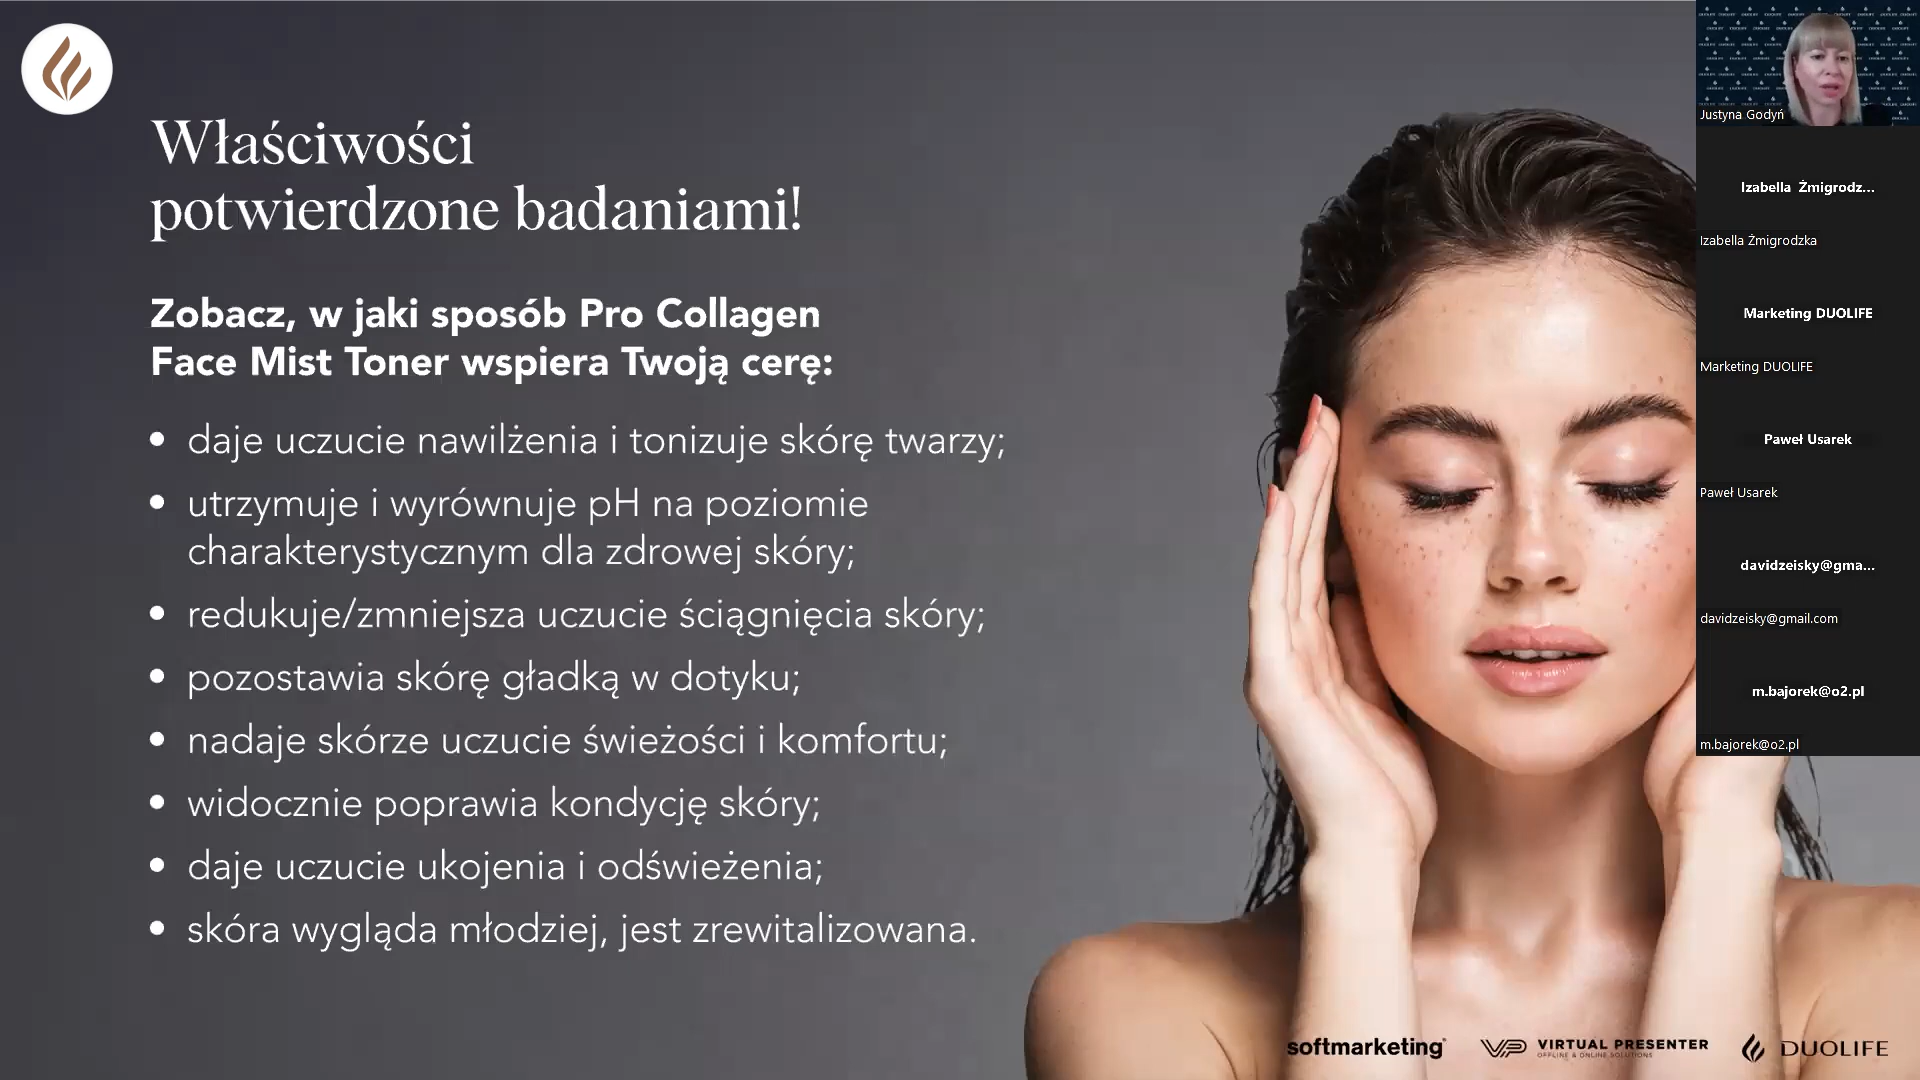 Właściwości
potwierdzone badaniami!
Zobacz, w jaki sposób Pro Collagen
Face Mist Toner wspiera Twoją cerę:
• daje uczucie nawilżenia i tonizuje skórę twarzy;
• utrzymuje i wyrównuje pH na poziomie
charakterystycznym dla zdrowej skóry;
• redukuje/zmniejsza uczucie ściągnięcia skóry;
• pozostawia skórę gładką w dotyku;
• nadaje skórze uczucie świeżości i komfortu;
• widocznie poprawia kondycję skóry;
• daje uczucie ukojenia i odświeżenia;
• skóra wygląda młodziej, jest zrewitalizowana.
Justyna Godyń
Izabella Żmigrodz...
Izabella Żmigrodzka
Marketing DUOLIFE
Marketing DUOLIFE
Paweł Usarek
Paweł Usarek
davidzeisky@gma...
davidzeisky@gmail.com
m.bajorek@o2.pl
m.bajorek@o2.pl
softmarketing
VP VIRTUAL PRESENTER
OFFLINE & ONLINE SOLUTIONS
DUOLIFE